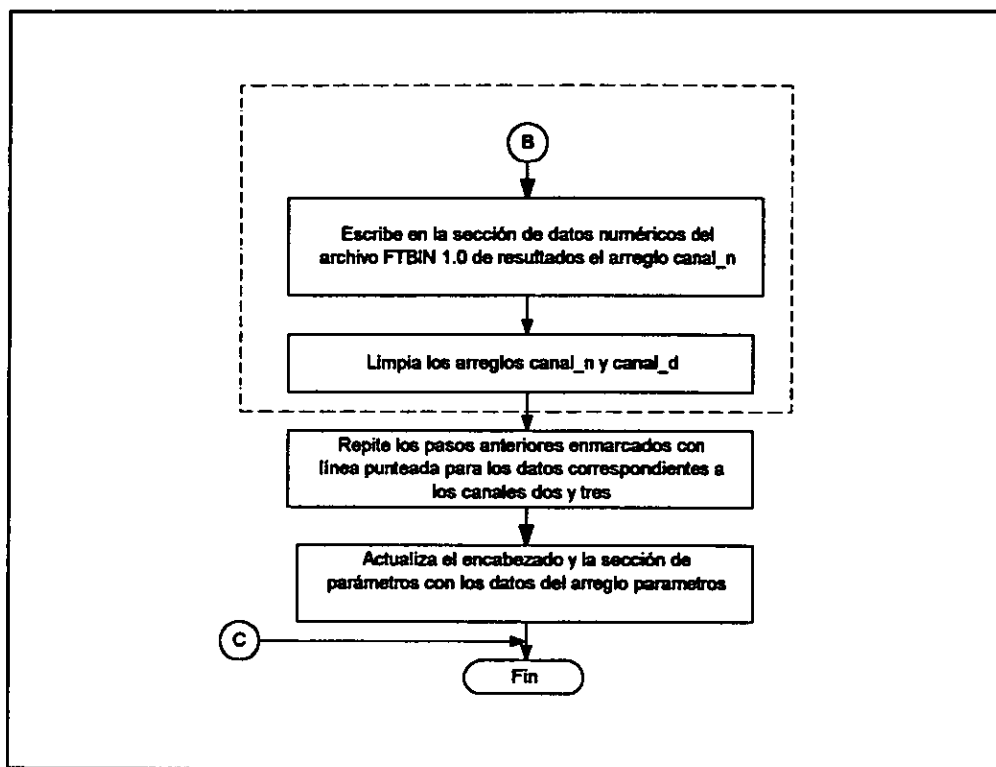 B
Escribe en la sección de datos numéricos del
archivo FTBIN 1.0 de resultados el arreglo canal_n
Limpia los arreglos canal_n y canal_d
Repite los pasos anteriores enmarcados con
línea punteada para los datos correspondientes a
los canales dos y tres
Actualiza el encabezado y la sección de
parámetros con los datos del arreglo parametros
C
Fin